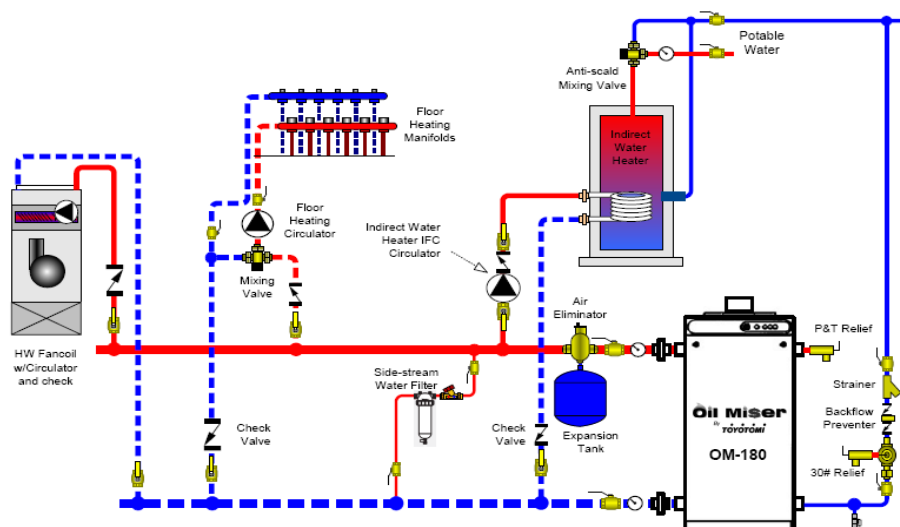 Potable
Water
Anti-scald
Mixing Valve
Floor
Heating
Manifolds
Indirect
Water
Heater
Floor
Heating
Circulator
Indirect Water
Heater IFC
Circulator
Mixing
Valve
Air
Eliminator
P&T Relief
HW Fancoil
w/Circulator
and check
Side-stream
Water Filter
Strainer
Oil Miser
By TOYOTOMI
OM-180
Backflow
Preventer
Check
Valve
Check
Valve
Expansion
Tank
30# Relief